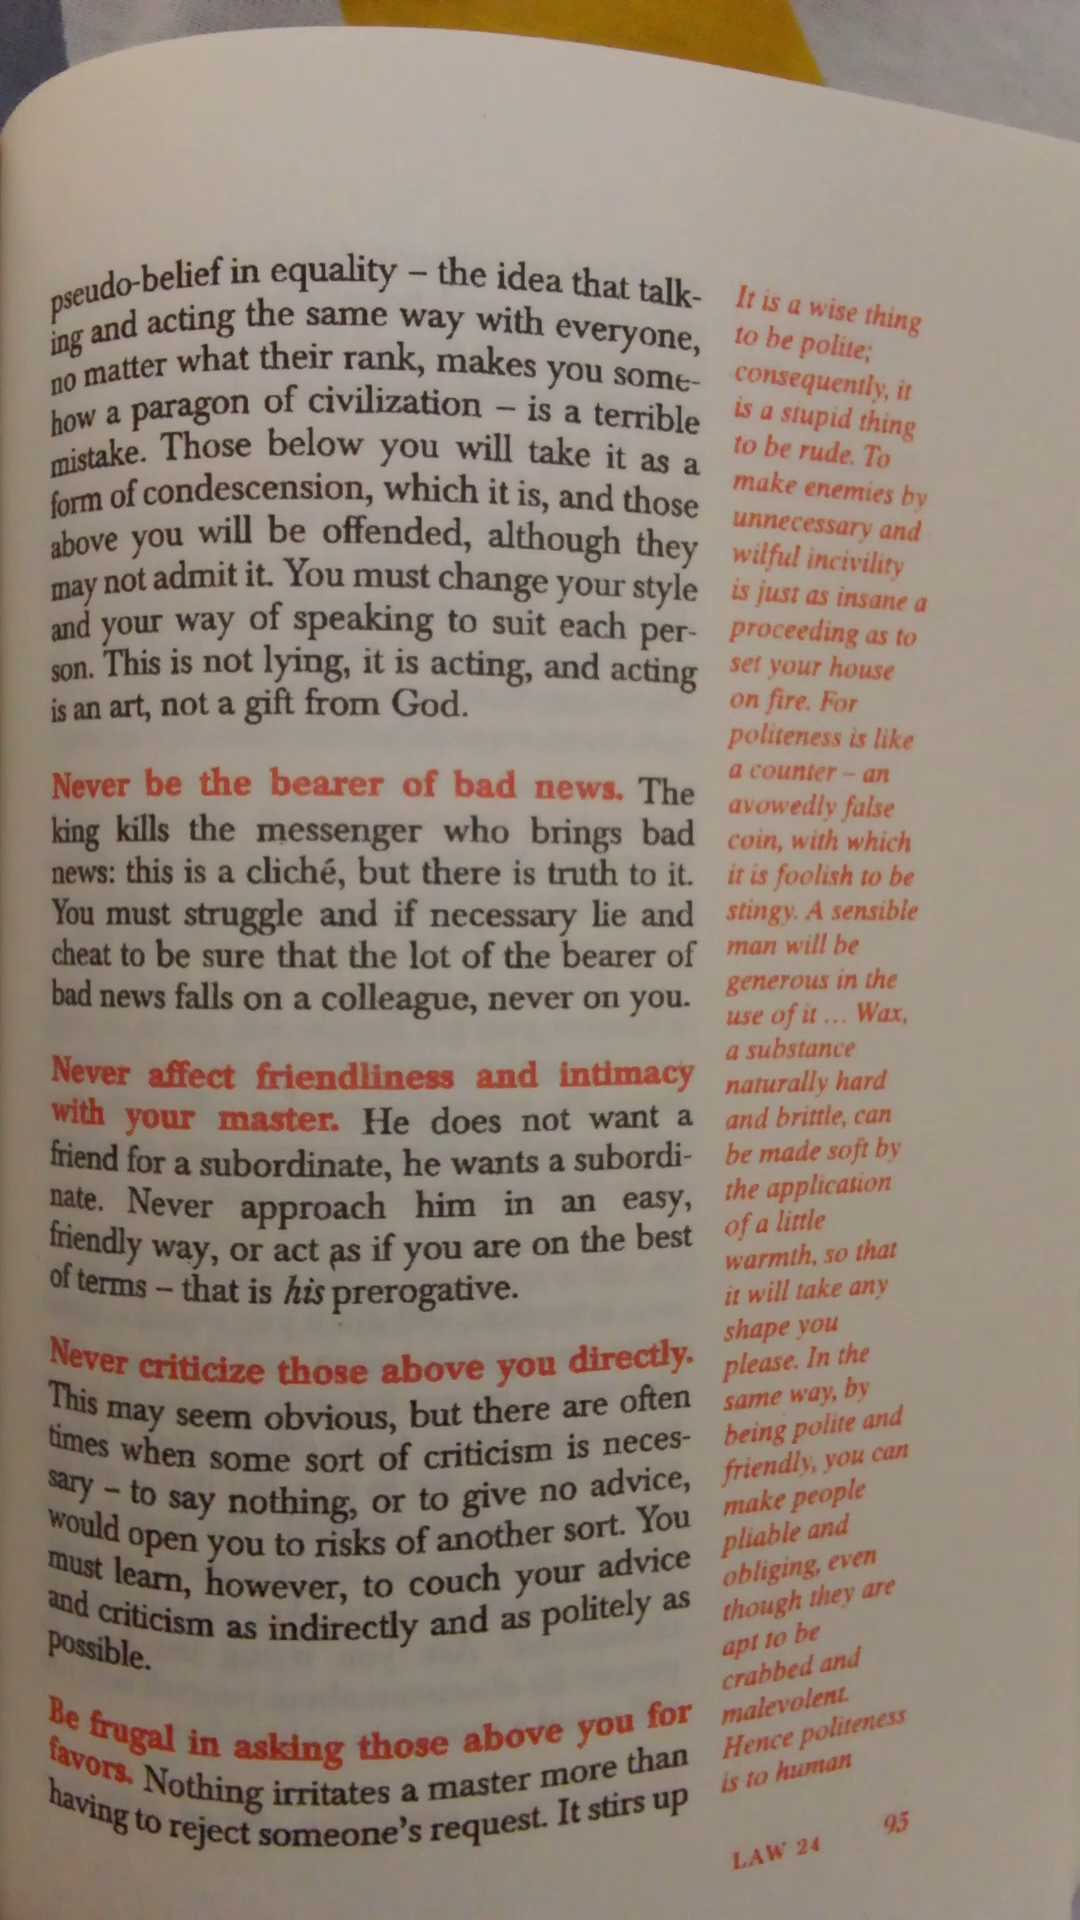 pseudo-belief in equality – the idea that talk-
ing and acting the same way with everyone,
no matter what their rank, makes you some-
how a paragon of civilization – is a terrible
mistake. Those below you will take it as a
form of condescension, which it is, and those
above you will be offended, although they
may not admit it. You must change your style
and your way of speaking to suit each per-
son. This is not lying, it is acting, and acting
is an art, not a gift from God.
Never be the bearer of bad news. The
king kills the messenger who brings bad
news: this is a cliché, but there is truth to it.
You must struggle and if necessary lie and
cheat to be sure that the lot of the bearer of
bad news falls on a colleague, never on you.
Never affect friendliness and intimacy
with your master. He does not want a
friend for a subordinate, he wants a subordi-
nate. Never approach him in an easy,
friendly way, or act as if you are on the best
of terms – that is his prerogative.
Never criticize those above you directly.
This may seem obvious, but there are often
times when some sort of criticism is neces-
sary – to say nothing, or to give no advice,
would open you to risks of another sort. You
must learn, however, to couch your advice
and criticism as indirectly and as politely as
possible.
Be frugal in asking those above you for
favors. Nothing irritates a master more than
having to reject someone's request. It stirs up
It is a wise thing
to be polite;
consequently, it
is a stupid thing
to be rude. To
make enemies by
unnecessary and
wilful incivility
is just as insane a
proceeding as to
set your house
on fire. For
politeness is like
a counter – an
avowedly false
coin, with which
it is foolish to be
stingy. A sensible
man will be
generous in the
use of it ... Wax,
a substance
naturally hard
and brittle, can
be made soft by
the application
of a little
warmth, so that
it will take any
shape you
please. In the
same way, by
being polite and
friendly, you can
make people
pliable and
obliging, even
though they are
apt to be
crabbed and
malevolent.
Hence politeness
is to human
LAW 24 95